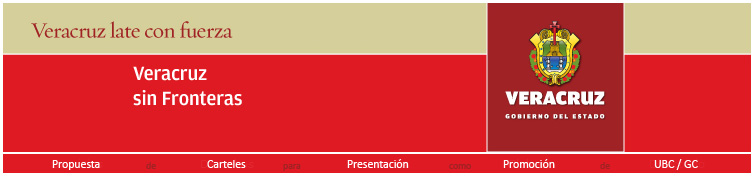 Veracruz late con fuerza
Veracruz
sin Fronteras
VERACRUZ
GOBIERNO DEL ESTADO
Propuesta de Carteles para Presentación como Promoción de UBC / GC